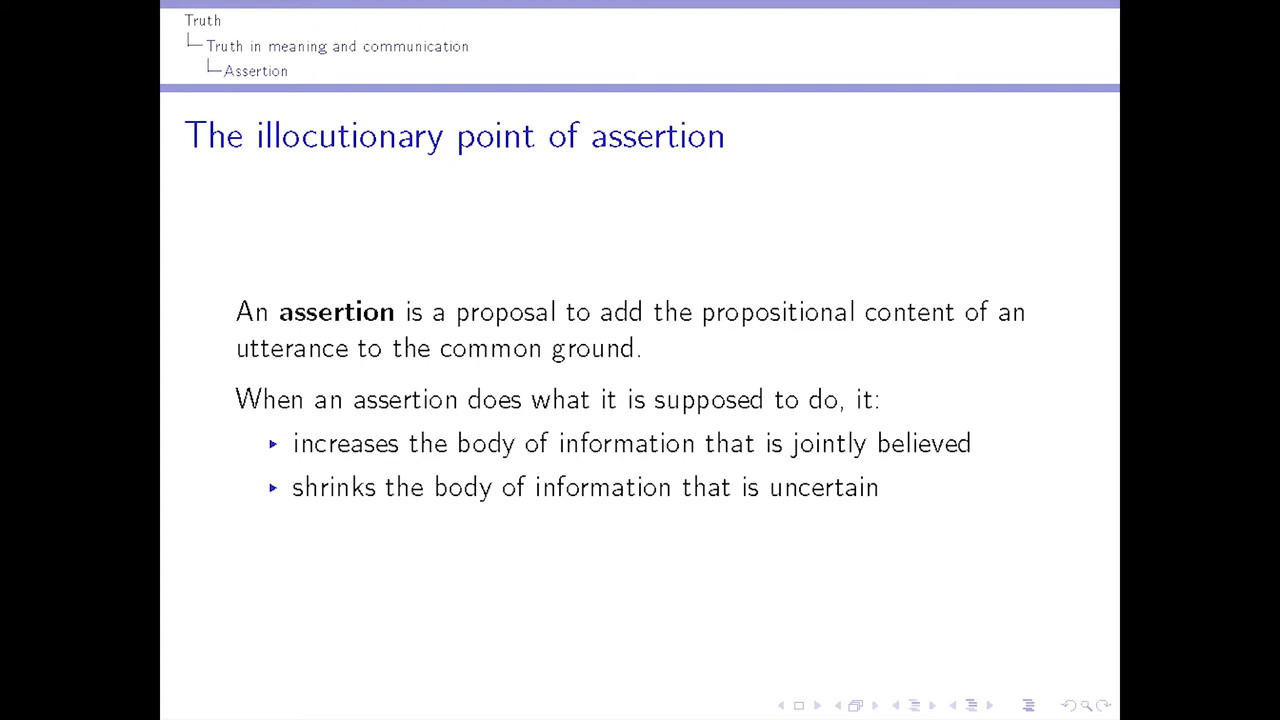 Truth
Truth in meaning and communication
Assertion
The illocutionary point of assertion
An assertion is a proposal to add the propositional content of an
utterance to the common ground.
When an assertion does what it is supposed to do, it:
increases the body of information that is jointly believed
shrinks the body of information that is uncertain